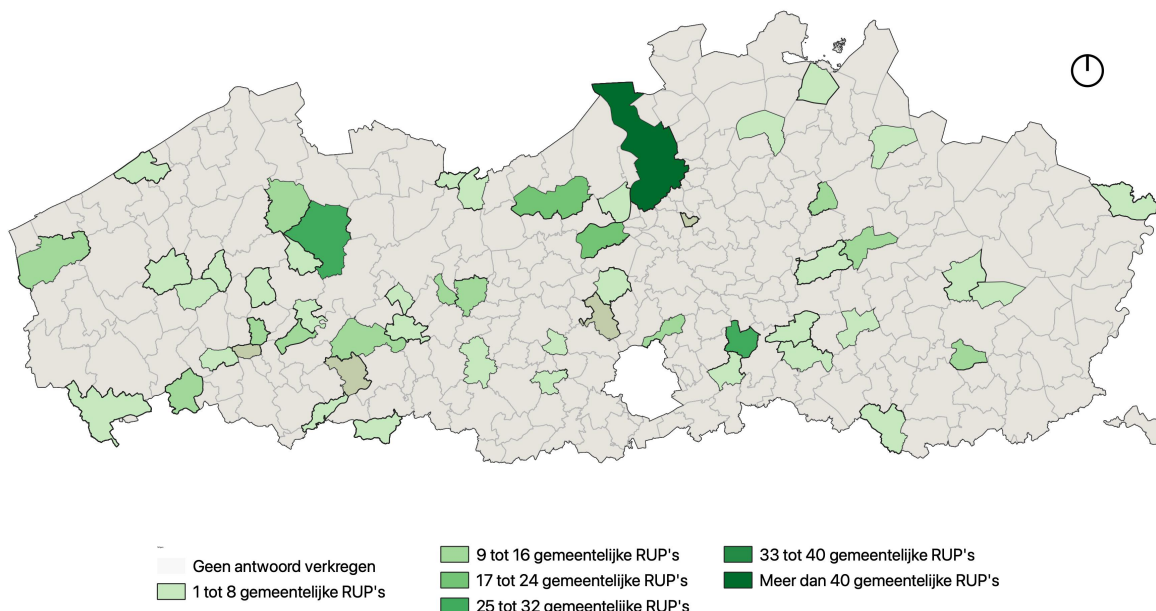 Geen antwoord verkregen
1 tot 8 gemeentelijke RUP's
9 tot 16 gemeentelijke RUP's
17 tot 24 gemeentelijke RUP's
25 tot 32 gemeentelijke RUP's
33 tot 40 gemeentelijke RUP's
Meer dan 40 gemeentelijke RUP's